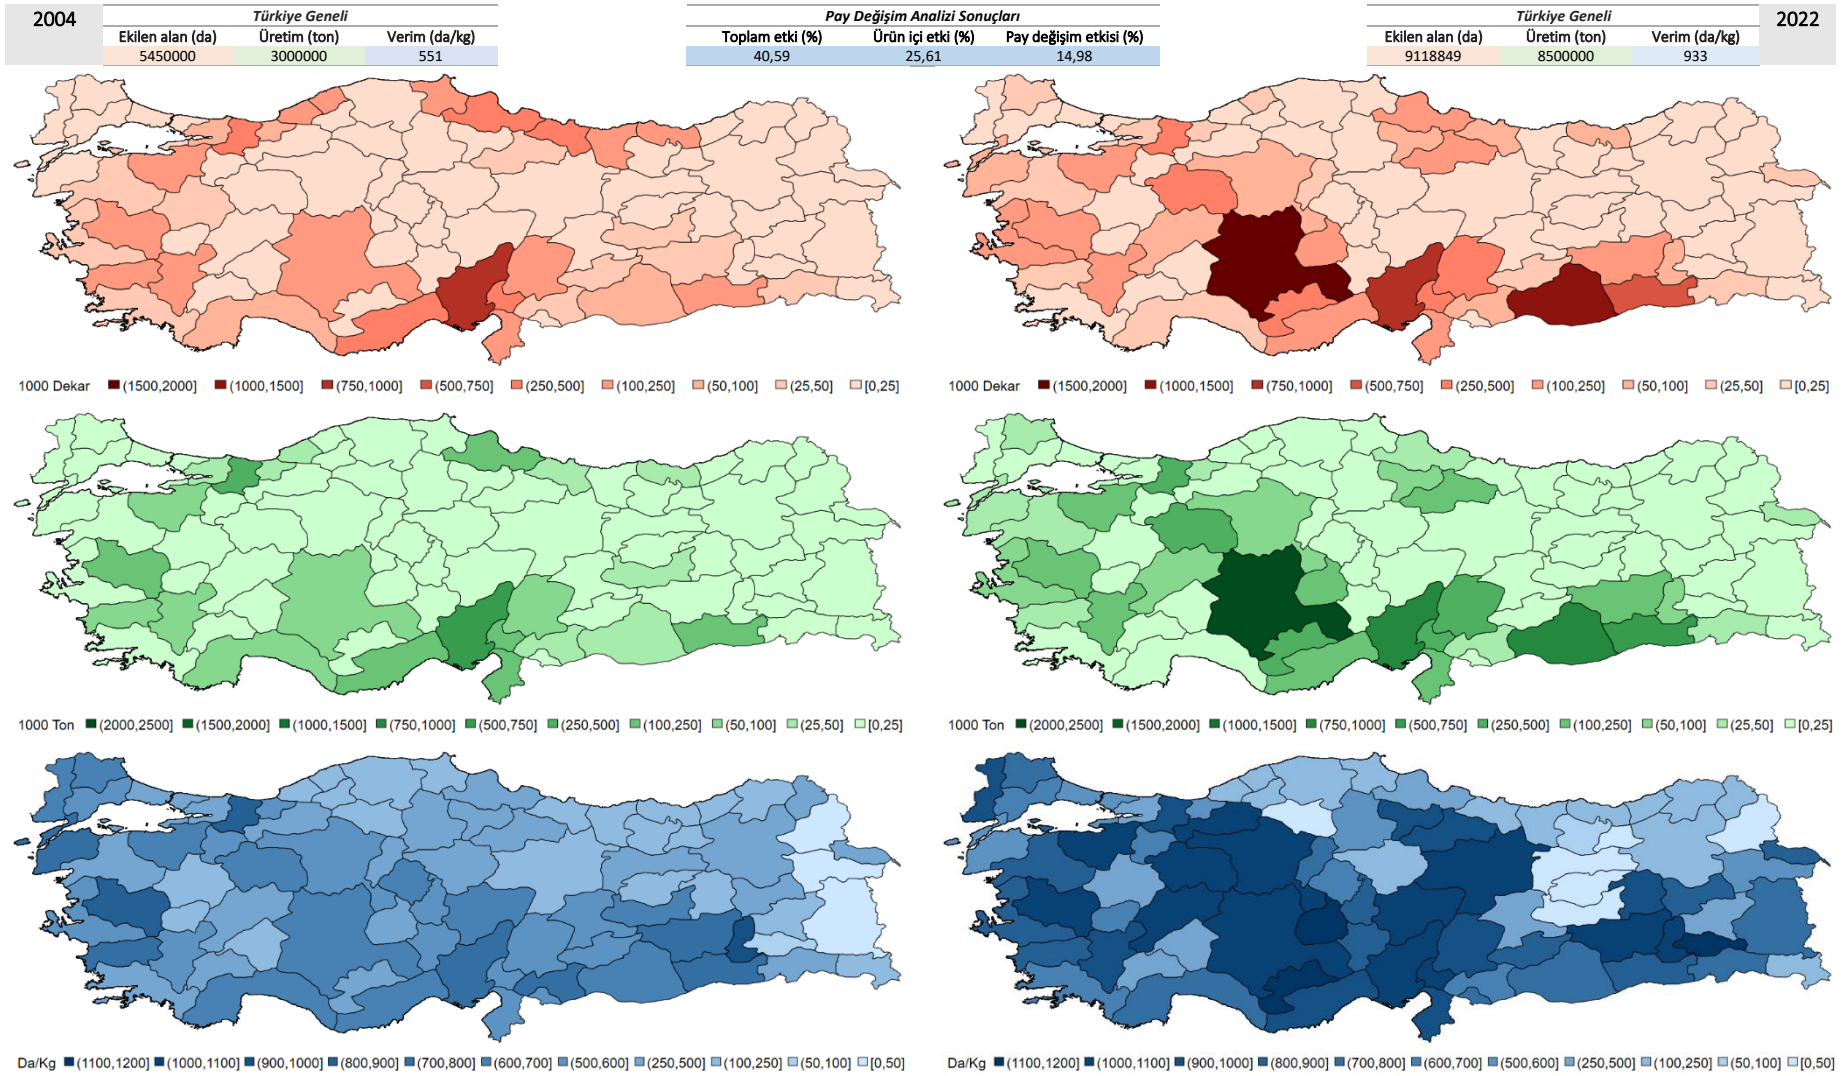 2004
Türkiye Geneli
Ekilen alan (da) Üretim (ton) Verim (da/kg)
5450000 3000000 551
Pay Değişim Analizi Sonuçları
Toplam etki (%) Ürün içi etki (%) Pay değişim etkisi (%)
40,59 25,61 14,98
Türkiye Geneli
Ekilen alan (da) Üretim (ton) Verim (da/kg)
9118849 8500000 933
2022
1000 Dekar (1500,2000] (1000,1500] (750,1000] (500,750] (250,500] (100,250] (50,100] (25,50] [0,25]
1000 Dekar (1500,2000] (1000,1500] (750,1000] (500,750] (250,500] (100,250] (50,100] (25,50] [0,25]
1000 Ton (2000,2500] (1500,2000] (1000,1500] (750,1000] (500,750] (250,500] (100,250] (50,100] (25,50] [0,25]
1000 Ton (2000,2500] (1500,2000] (1000,1500] (750,1000] (500,750] (250,500] (100,250] (50,100] (25,50] [0,25]
Da/Kg (1100,1200] (1000,1100] (900,1000] (800,900] (700,800] (600,700] (500,600] (250,500] (100,250] (50,100] [0,50]
Da/Kg (1100,1200] (1000,1100] (900,1000] (800,900] (700,800] (600,700] (500,600] (250,500] (100,250] (50,100] [0,50]